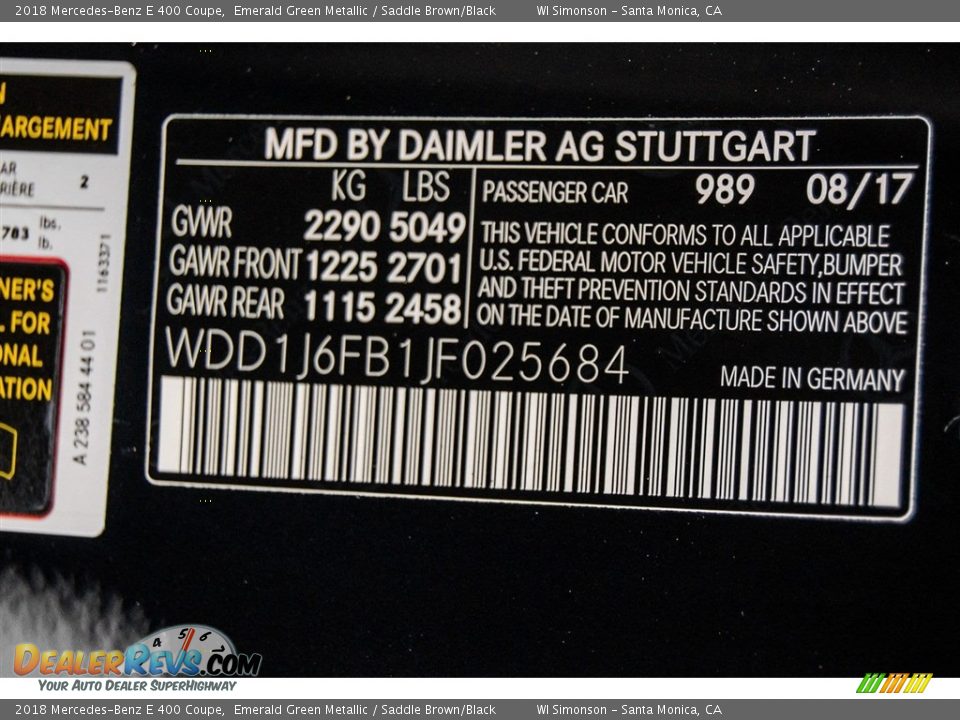 2018 Mercedes-Benz E 400 Coupe, Emerald Green Metallic / Saddle Brown/Black WI Simonson - Santa Monica, CA
ARGEMENT
2
703 lbs.
lb.
1163371
NER'S
FOR
ONAL
ATION
A 238 584 44 01
MFD BY DAIMLER AG STUTTGART
KG LBS
GVWR 2290 5049
GAWR FRONT 1225 2701
GAWR REAR 1115 2458
PASSENGER CAR 989 08/17
THIS VEHICLE CONFORMS TO ALL APPLICABLE
U.S. FEDERAL MOTOR VEHICLE SAFETY,BUMPER
AND THEFT PREVENTION STANDARDS IN EFFECT
ON THE DATE OF MANUFACTURE SHOWN ABOVE
WDD1J6FB1JF025684
MADE IN GERMANY
4 5 6
DEALERREVS.COM
YOUR AUTO DEALER SUPERHIGHWAY
2018 Mercedes-Benz E 400 Coupe, Emerald Green Metallic / Saddle Brown/Black WI Simonson - Santa Monica, CA